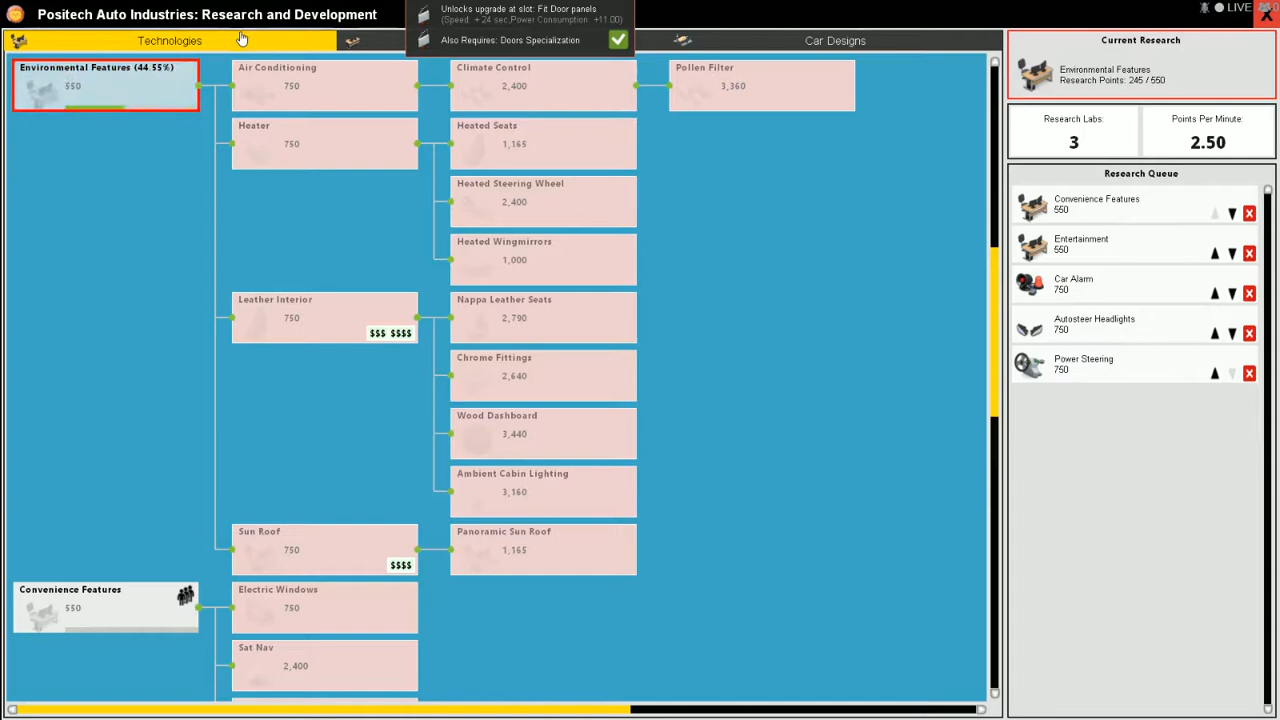 Positech Auto Industries: Research and Development
Unlocks upgrade at slot: Fit Door panels
(Speed: + 24 sec,Power Consumption: +11.00)
Also Requires: Doors Specialization
LIVE
Technologies
Car Designs
Environmental Features (44.55%)
550
Air Conditioning
750
Climate Control
2,400
Pollen Filter
3,360
Heater
750
Heated Seats
1,165
Heated Steering Wheel
2,400
Heated Wingmirrors
1,000
Leather Interior
750
$$$ $$$$
Nappa Leather Seats
2,790
Chrome Fittings
2,640
Wood Dashboard
3,440
Ambient Cabin Lighting
3,160
Sun Roof
750
$$$$
Panoramic Sun Roof
1,165
Convenience Features
550
Electric Windows
750
Sat Nav
2,400
Current Research
Environmental Features
Research Points: 245 / 550
Research Labs:
3
Points Per Minute:
2.50
Research Queue
Convenience Features
550
Entertainment
550
Car Alarm
750
Autosteer Headlights
750
Power Steering
750